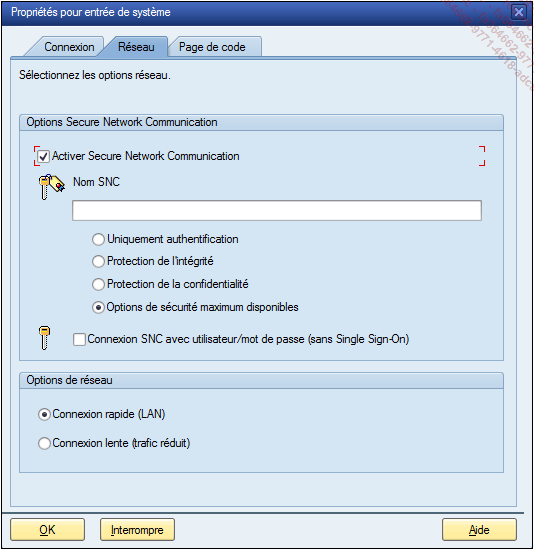 Propriétés pour entrée de système
Connexion
Réseau
Page de code
Sélectionnez les options réseau.
Options Secure Network Communication
Activer Secure Network Communication
Nom SNC
Uniquement authentification
Protection de l'intégrité
Protection de la confidentialité
Options de sécurité maximum disponibles
Connexion SNC avec utilisateur/mot de passe (sans Single Sign-On)
Options de réseau
Connexion rapide (LAN)
Connexion lente (trafic réduit)
OK
Interrompre
Aide